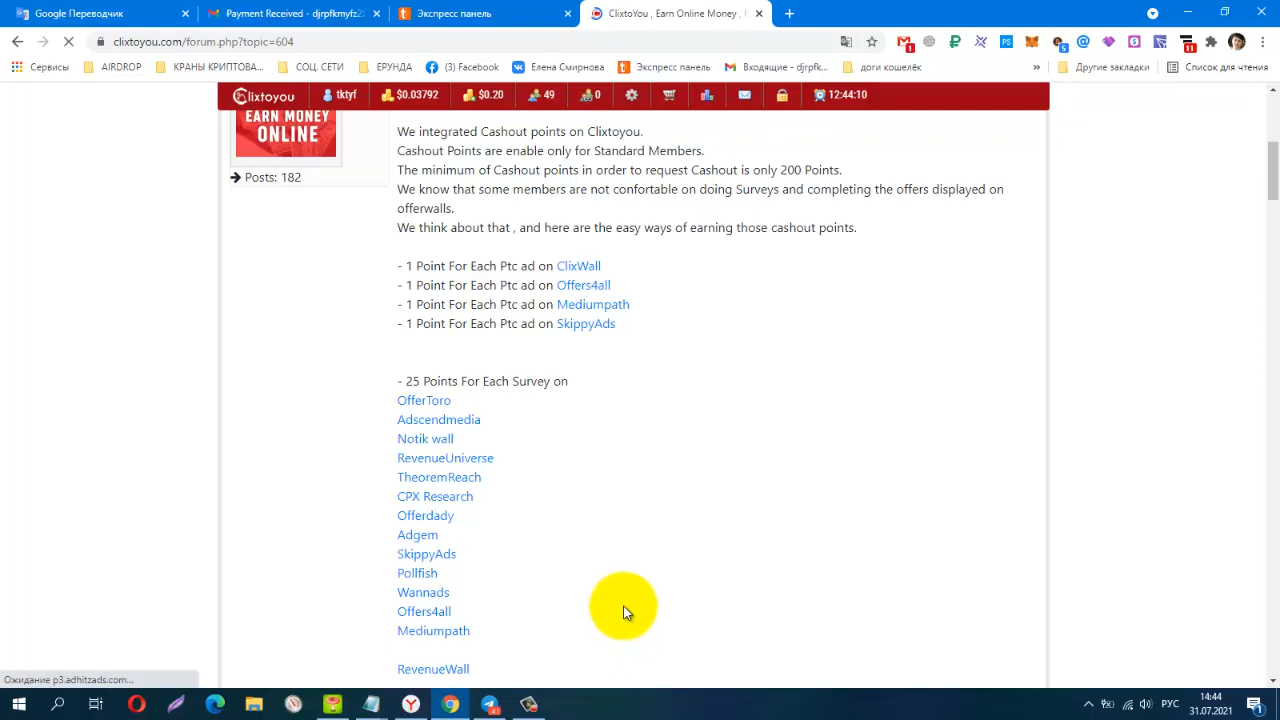 Google Переводчик
Payment Received - djrpfkmyfz2
Экспресс панель
ClixtoYou , Earn Online Money , 
clixtoyou.com/forum.php?topic=604
Сервисы
AIRDROP
КРАНЫ КРИПТОВА...
СОЦ. СЕТИ
ЕРУНДА
(3) Facebook
Елена Смирнова
Экспресс панель
Входящие - djrpfk...
доги кошелёк
»
Другие закладки
Список для чтения
Clixtoyou
tktyf
$0.03792
$0.20
49
0
12:44:10
EARN MONEY
ONLINE
Posts: 182
We integrated Cashout points on Clixtoyou.
Cashout Points are enable only for Standard Members.
The minimum of Cashout points in order to request Cashout is only 200 Points.
We know that some members are not confortable on doing Surveys and completing the offers displayed on
offerwalls.
We think about that , and here are the easy ways of earning those cashout points.
- 1 Point For Each Ptc ad on ClixWall
- 1 Point For Each Ptc ad on Offers4all
- 1 Point For Each Ptc ad on Mediumpath
- 1 Point For Each Ptc ad on SkippyAds
- 25 Points For Each Survey on
OfferToro
Adscendmedia
Notik wall
RevenueUniverse
TheoremReach
CPX Research
Offerdady
Adgem
SkippyAds
Pollfish
Wannads
Offers4all
Mediumpath
RevenueWall
Ожидание p3.adhitzads.com...
РУС
14:44
31.07.2021